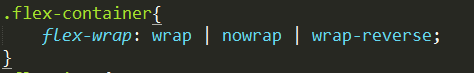 .flex-container{
flex-wrap: wrap | nowrap | wrap-reverse;
}